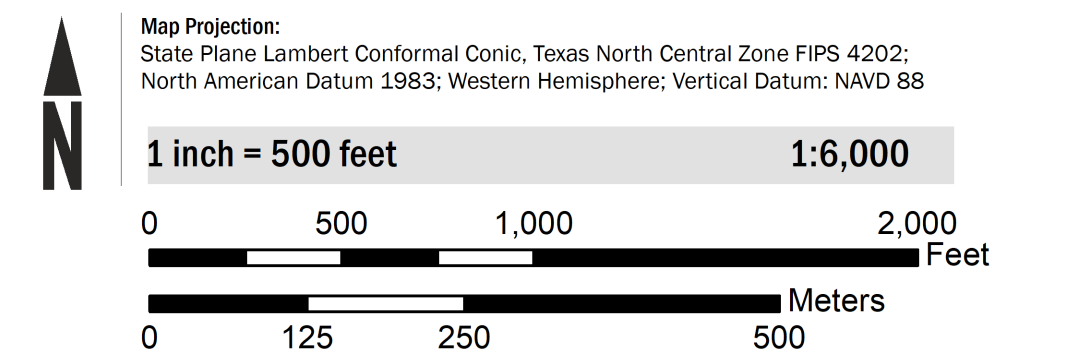 N
Map Projection:
State Plane Lambert Conformal Conic, Texas North Central Zone FIPS 4202;
North American Datum 1983; Western Hemisphere; Vertical Datum: NAVD 88
1 inch = 500 feet 1:6,000
0 500 1,000 2,000
Feet
Meters
0 125 250 500